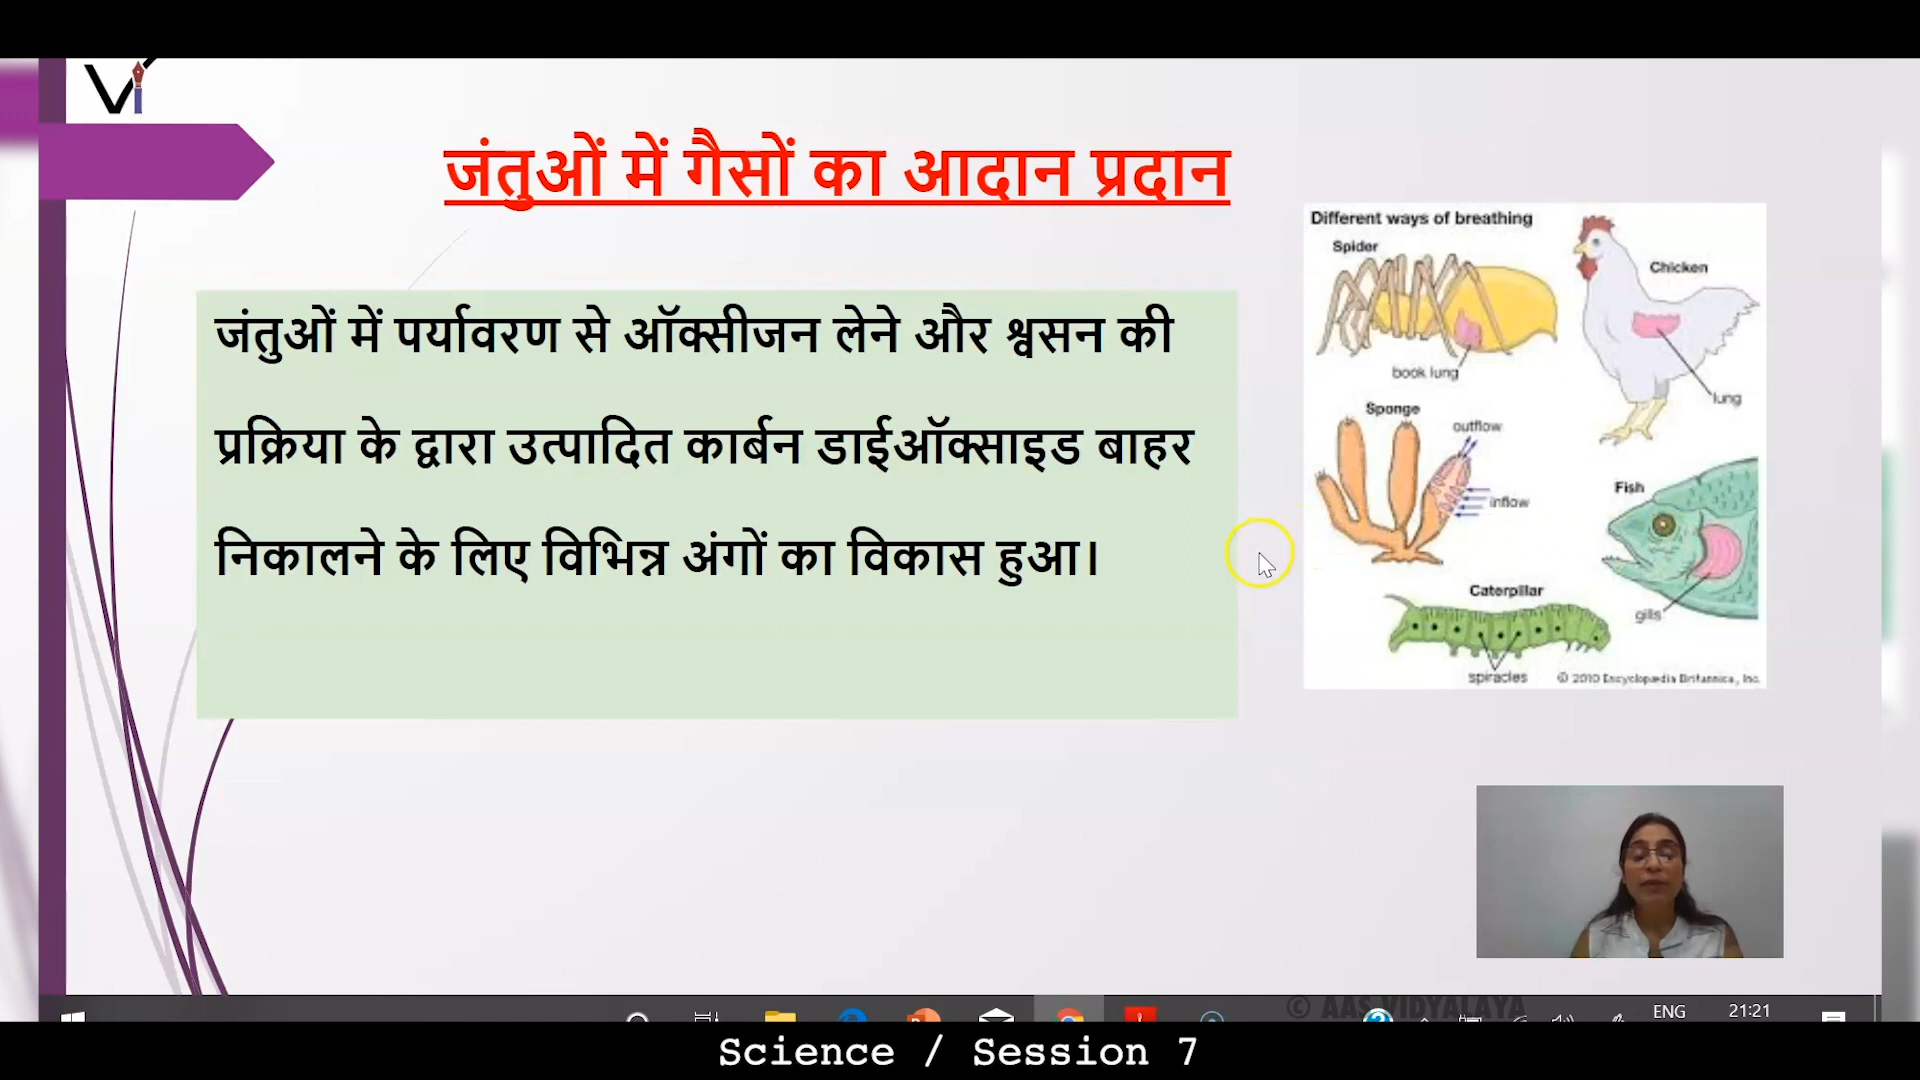 जंतुओं में गैसों का आदान प्रदान
जंतुओं में पर्यावरण से ऑक्सीजन लेने और श्वसन की
प्रक्रिया के द्वारा उत्पादित कार्बन डाईऑक्साइड बाहर
निकालने के लिए विभिन्न अंगों का विकास हुआ।
Different ways of breathing
Spider
Chicken
book lung
lung
Sponge
outflow
inflow
Fish
gills
Caterpillar
spiracles
© 2010 Encyclopædia Britannica, Inc.
© AAS VIDYALAYA
ENG
21:21
Science / Session 7